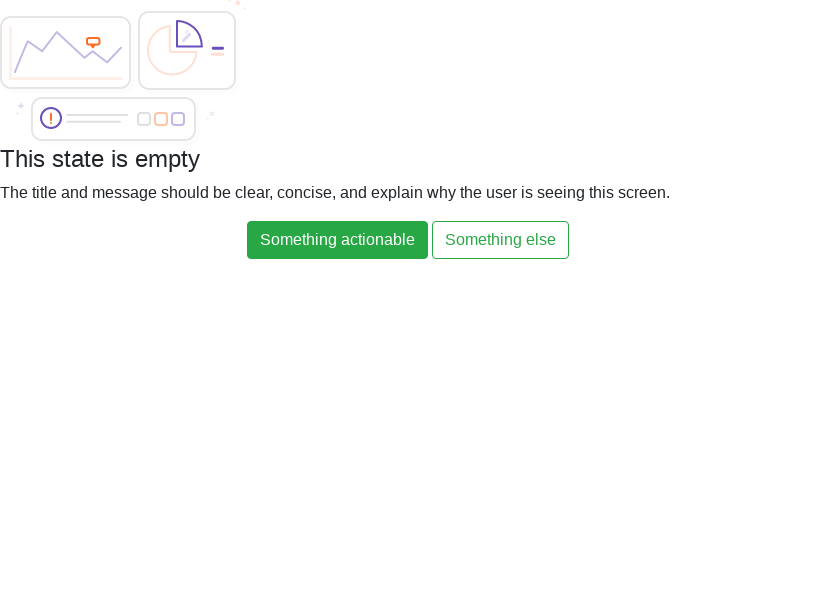 This state is empty
The title and message should be clear, concise, and explain why the user is seeing this screen.
Something actionable
Something else